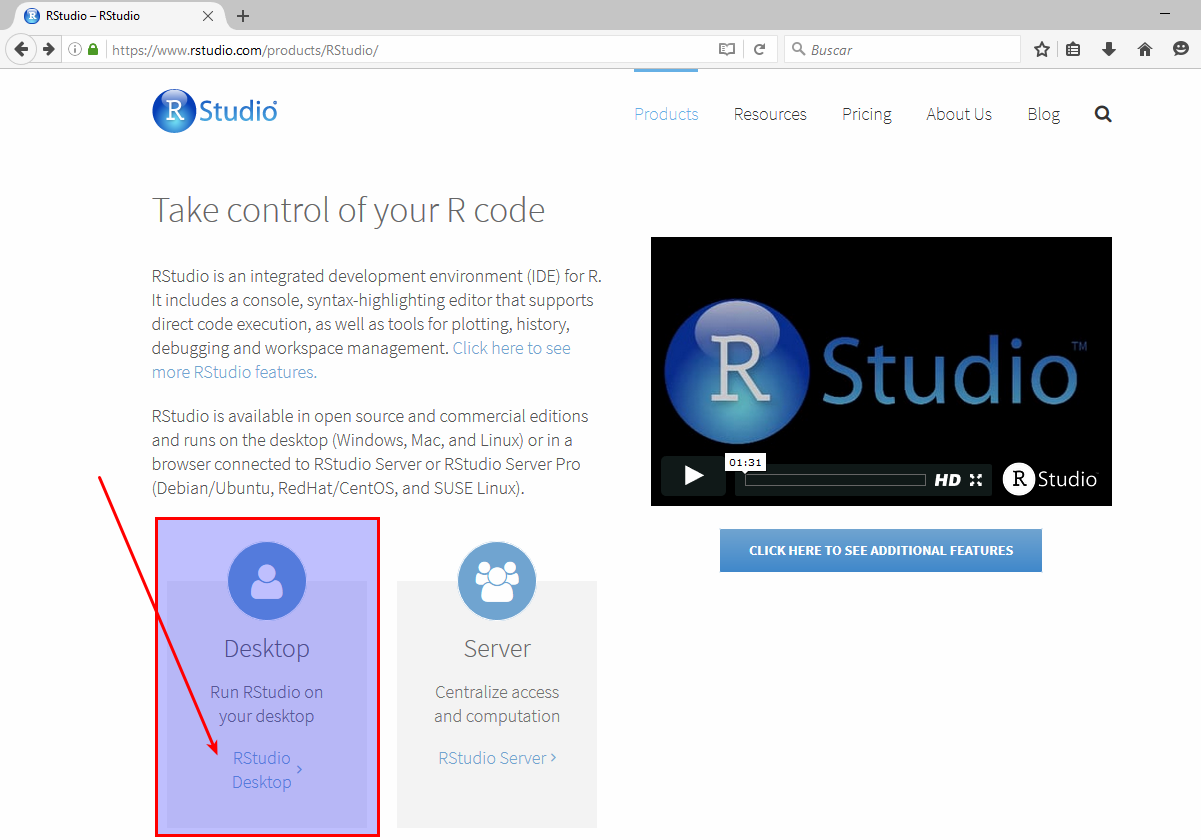 RStudio – RStudio
https://www.rstudio.com/products/RStudio/
Buscar
R Studio
Products
Resources
Pricing
About Us
Blog
Take control of your R code
RStudio is an integrated development environment (IDE) for R.
It includes a console, syntax-highlighting editor that supports
direct code execution, as well as tools for plotting, history,
debugging and workspace management. Click here to see
more RStudio features.
RStudio is available in open source and commercial editions
and runs on the desktop (Windows, Mac, and Linux) or in a
browser connected to RStudio Server or RStudio Server Pro
(Debian/Ubuntu, RedHat/CentOS, and SUSE Linux).
R Studio™
01:31
HD
R Studio
CLICK HERE TO SEE ADDITIONAL FEATURES
Desktop
Run RStudio on
your desktop
RStudio
Desktop
Server
Centralize access
and computation
RStudio Server